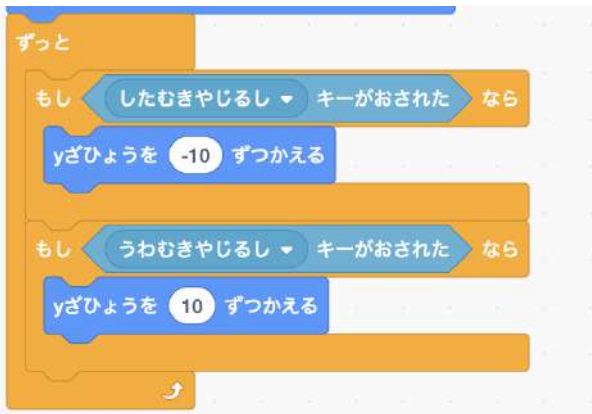 ずっと
もし したむきやじるし キーがおされた なら
yざひょうを -10 ずつかえる
もし うわむきやじるし キーがおされた なら
yざひょうを 10 ずつかえる